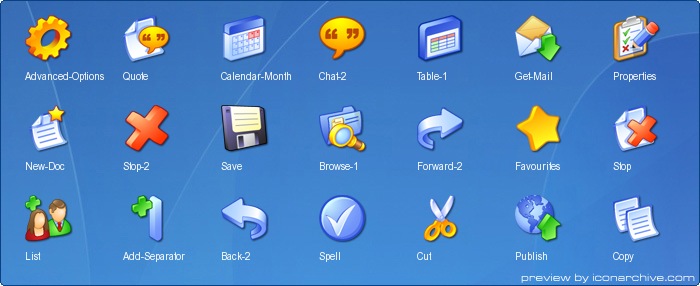 Advanced-Options Quote Calendar-Month Chat-2 Table-1 Get-Mail Properties
New-Doc Stop-2 Save Browse-1 Forward-2 Favourites Stop
List Add-Separator Back-2 Spell Cut Publish Copy
preview by iconarchive.com